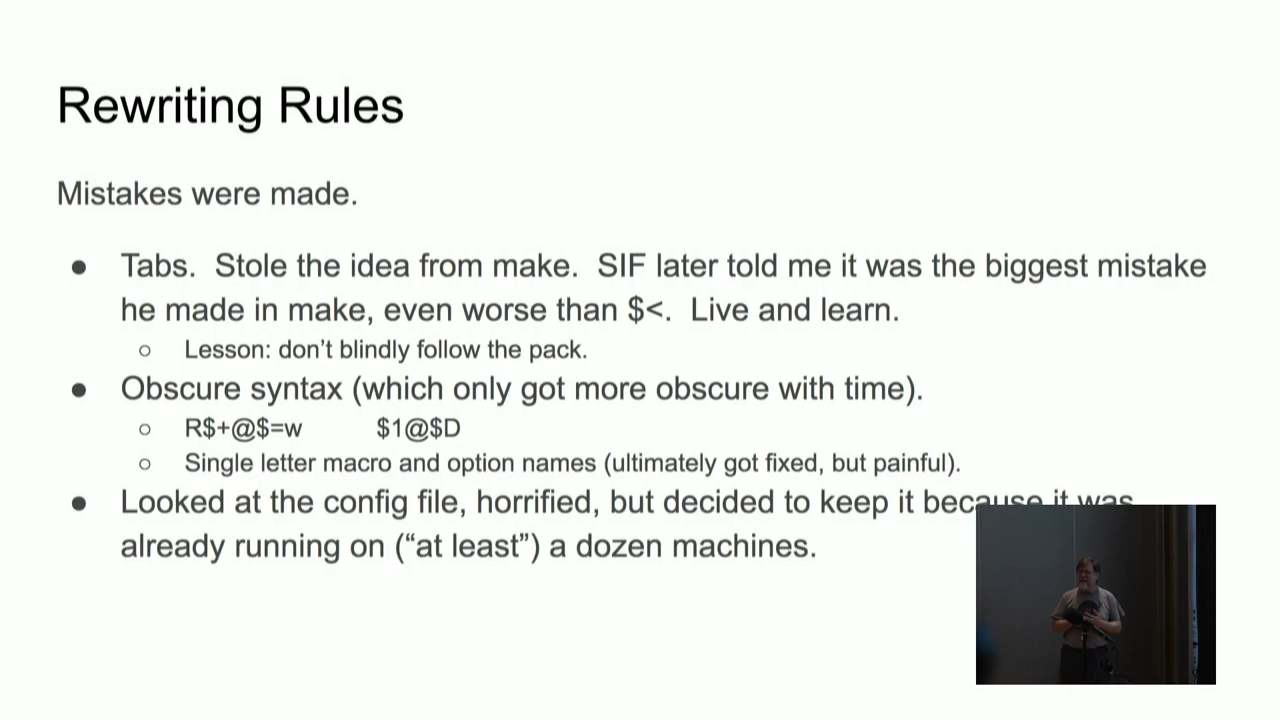 Rewriting Rules
Mistakes were made.
● Tabs. Stole the idea from make. SIF later told me it was the biggest mistake
he made in make, even worse than $<. Live and learn.
○ Lesson: don’t blindly follow the pack.
● Obscure syntax (which only got more obscure with time).
○ R$+@$=w $1@$D
○ Single letter macro and option names (ultimately got fixed, but painful).
● Looked at the config file, horrified, but decided to keep it because it was
already running on (“at least”) a dozen machines.